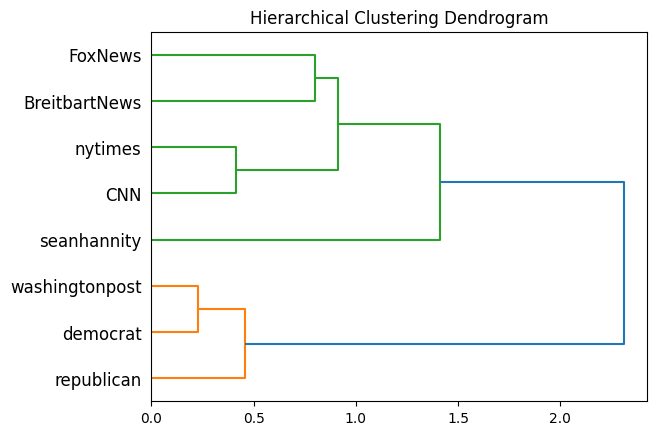 Hierarchical Clustering Dendrogram
FoxNews
BreitbartNews
nytimes
CNN
seanhannity
washingtonpost
democrat
republican
0.0 0.5 1.0 1.5 2.0